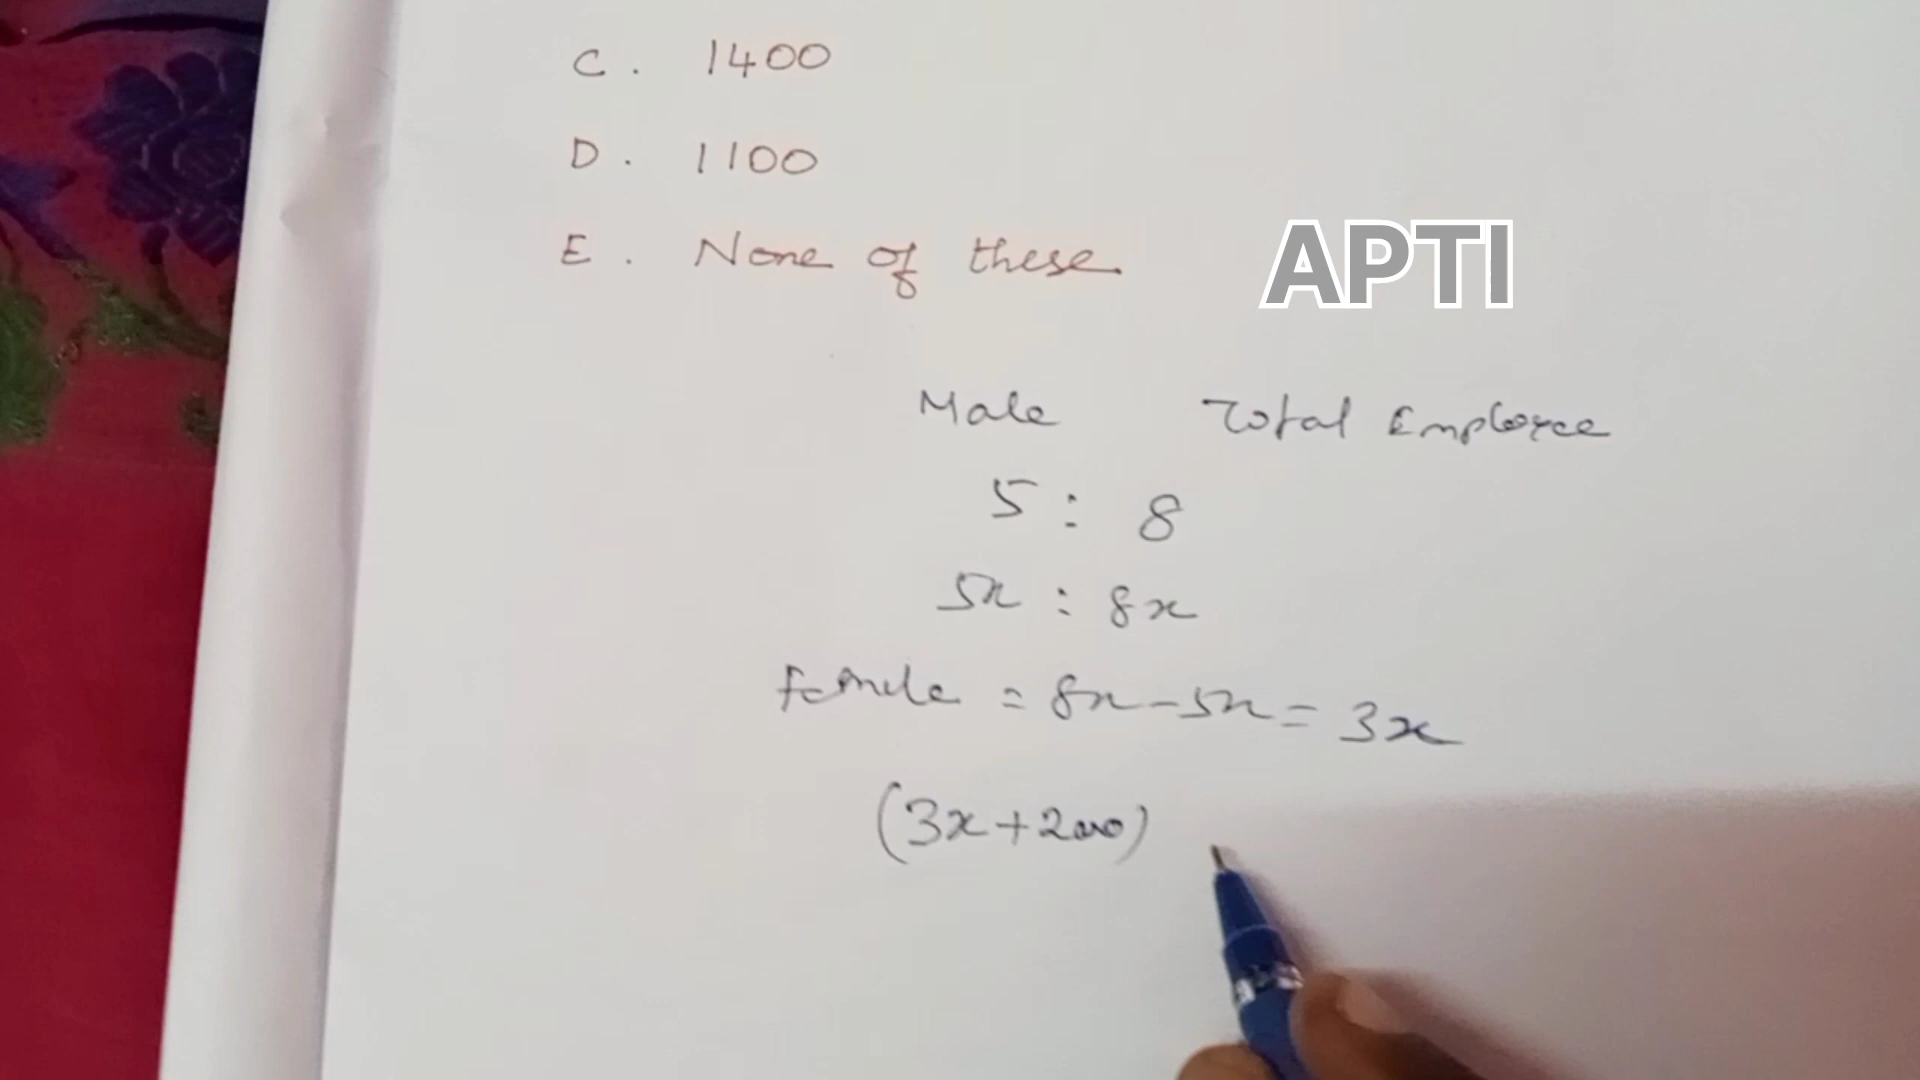 C. 1400
D. 1100
E. None of these.
APTI
Male Total Employee
5 : 8
5x : 8x
Female = 8x - 5x = 3x
(3x + 200)